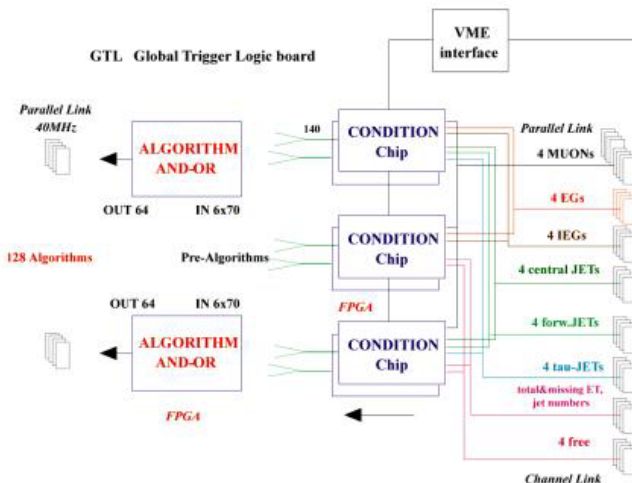 VME
interface
GTL Global Trigger Logic board
Parallel Link
40MHz
ALGORITHM
AND-OR
OUT 64 IN 6x70
140
CONDITION
Chip
Parallel Link
4 MUONs
4 EGs
4 IEGs
128 Algorithms
Pre-Algorithms
CONDITION
Chip
4 central JETs
FPGA
OUT 64 IN 6x70
ALGORITHM
AND-OR
CONDITION
Chip
4 forw.JETs
4 tau-JETs
total&missing ET,
jet numbers
FPGA
4 free
Channel Link